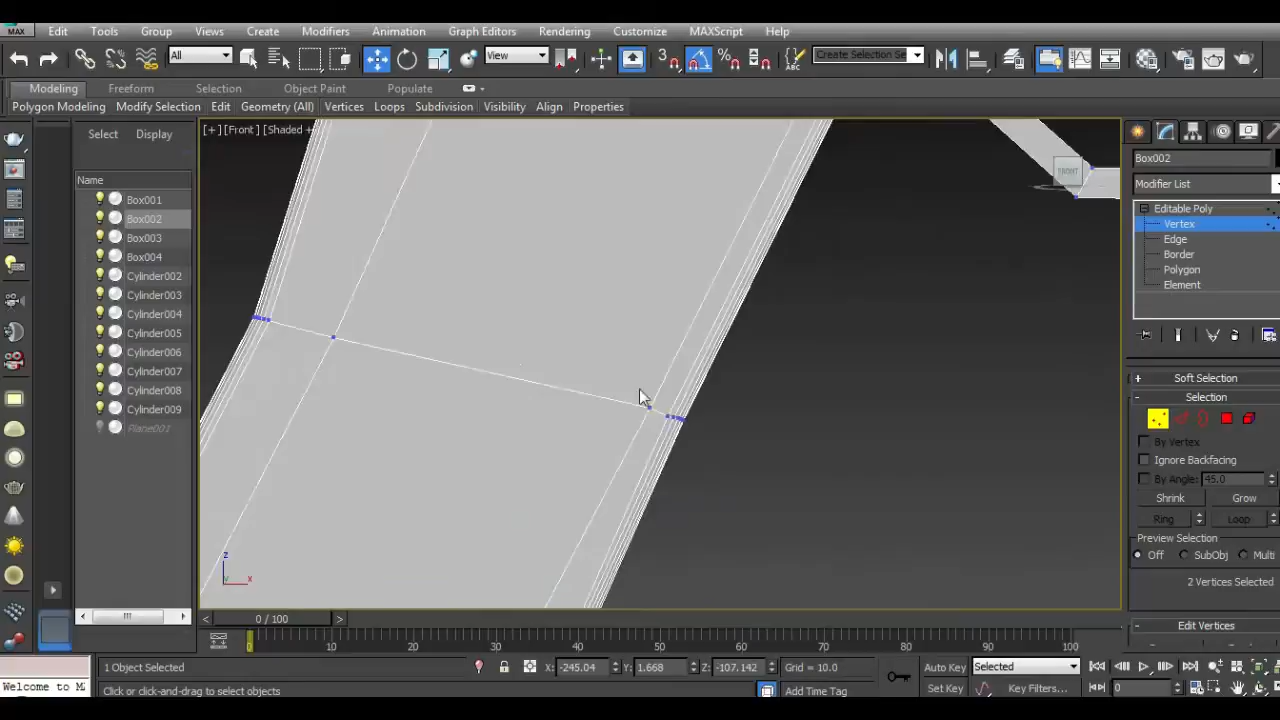 MAX Edit Tools Group Views Create Modifiers Animation Graph Editors Rendering Customize MAXScript Help
All View 3 Create Selection Se
Modeling Freeform Selection Object Paint Populate
Polygon Modeling Modify Selection Edit Geometry (All) Vertices Loops Subdivision Visibility Align Properties
Select Display
[+] [Front] [Shaded +
FRONT
Name
Box001
Box002
Box003
Box004
Cylinder002
Cylinder003
Cylinder004
Cylinder005
Cylinder006
Cylinder007
Cylinder008
Cylinder009
Plane001
z
y x
Box002
Modifier List
Editable Poly
Vertex
Edge
Border
Polygon
Element
+ Soft Selection
- Selection
By Vertex
Ignore Backfacing
By Angle: 45.0
Shrink Grow
Ring Loop
Preview Selection
Off SubObj Multi
2 Vertices Selected
- Edit Vertices
< 0 / 100 >
0 10 20 30 40 50 60 70 80 90 100
1 Object Selected X: -245.04 Y: 1.668 Z: -107.142 Grid = 10.0 Auto Key Selected
Welcome to M
Click or click-and-drag to select objects Add Time Tag Set Key Key Filters... 0